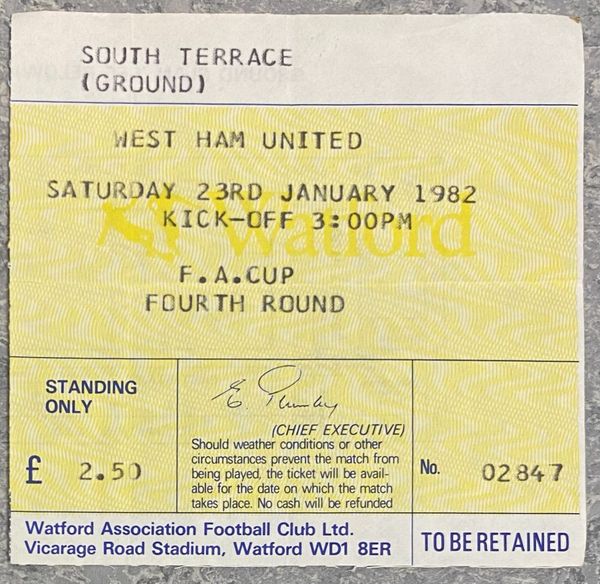 SOUTH TERRACE
(GROUND)
WEST HAM UNITED
SATURDAY 23RD JANUARY 1982
KICK-OFF 3:00PM
Watford
F.A.CUP
FOURTH ROUND
STANDING
ONLY
£ 2.50
E. Plumley
(CHIEF EXECUTIVE)
Should weather conditions or other
circumstances prevent the match from
being played, the ticket will be avail-
able for the date on which the match
takes place. No cash will be refunded
No. 02847
Watford Association Football Club Ltd.
Vicarage Road Stadium, Watford WD1 8ER
TO BE RETAINED